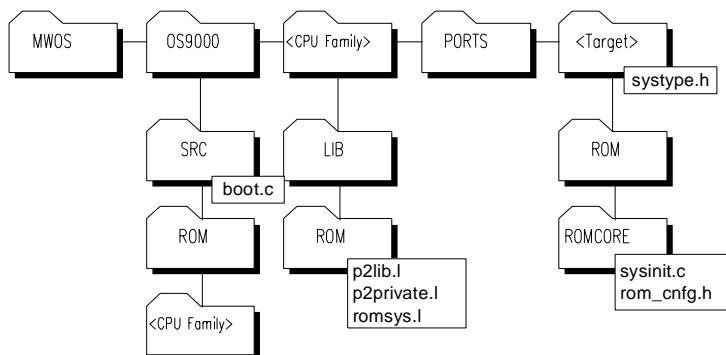 MWOS
OS9000
<CPU Family>
PORTS
<Target>
systype.h
SRC
boot.c
LIB
ROM
ROM
ROM
p2lib.l
p2private.l
romsys.l
ROMCORE
sysinit.c
rom_cnfg.h
<CPU Family>